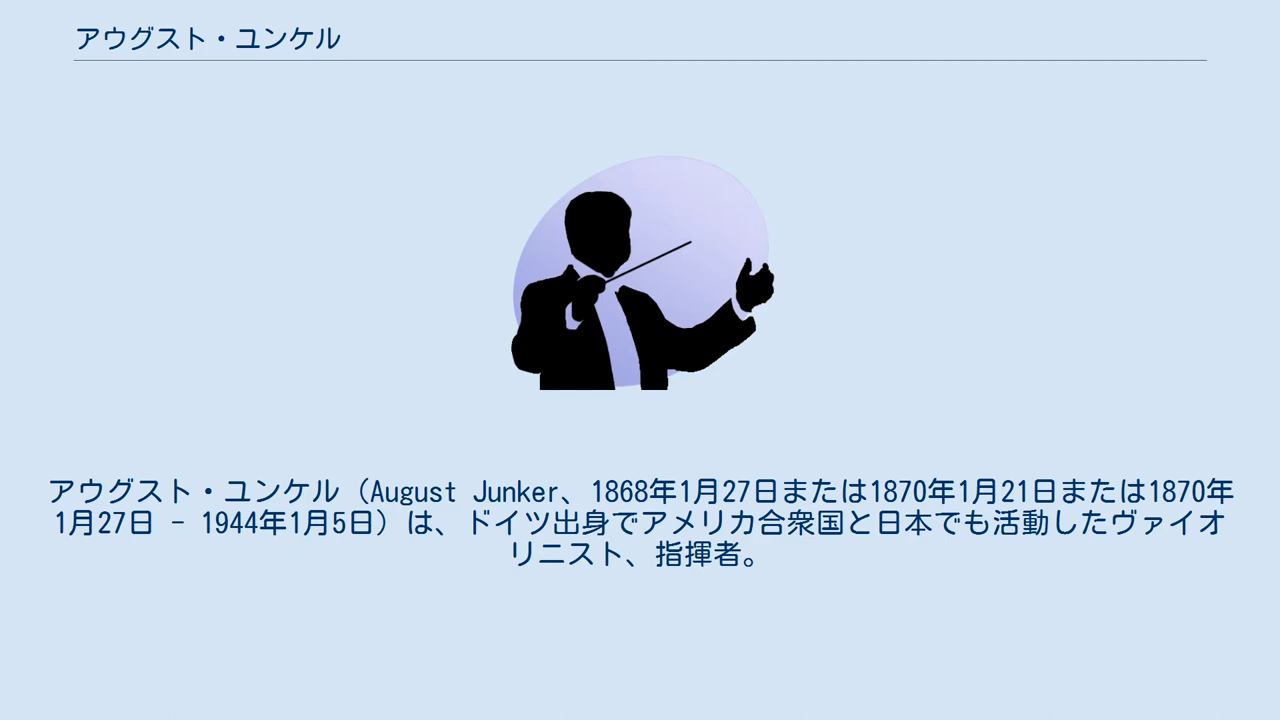 アウグスト・ユンケル
アウグスト・ユンケル（August Junker、1868年1月27日または1870年1月21日または1870年
1月27日 - 1944年1月5日）は、ドイツ出身でアメリカ合衆国と日本でも活動したヴァイオ
リニスト、指揮者。